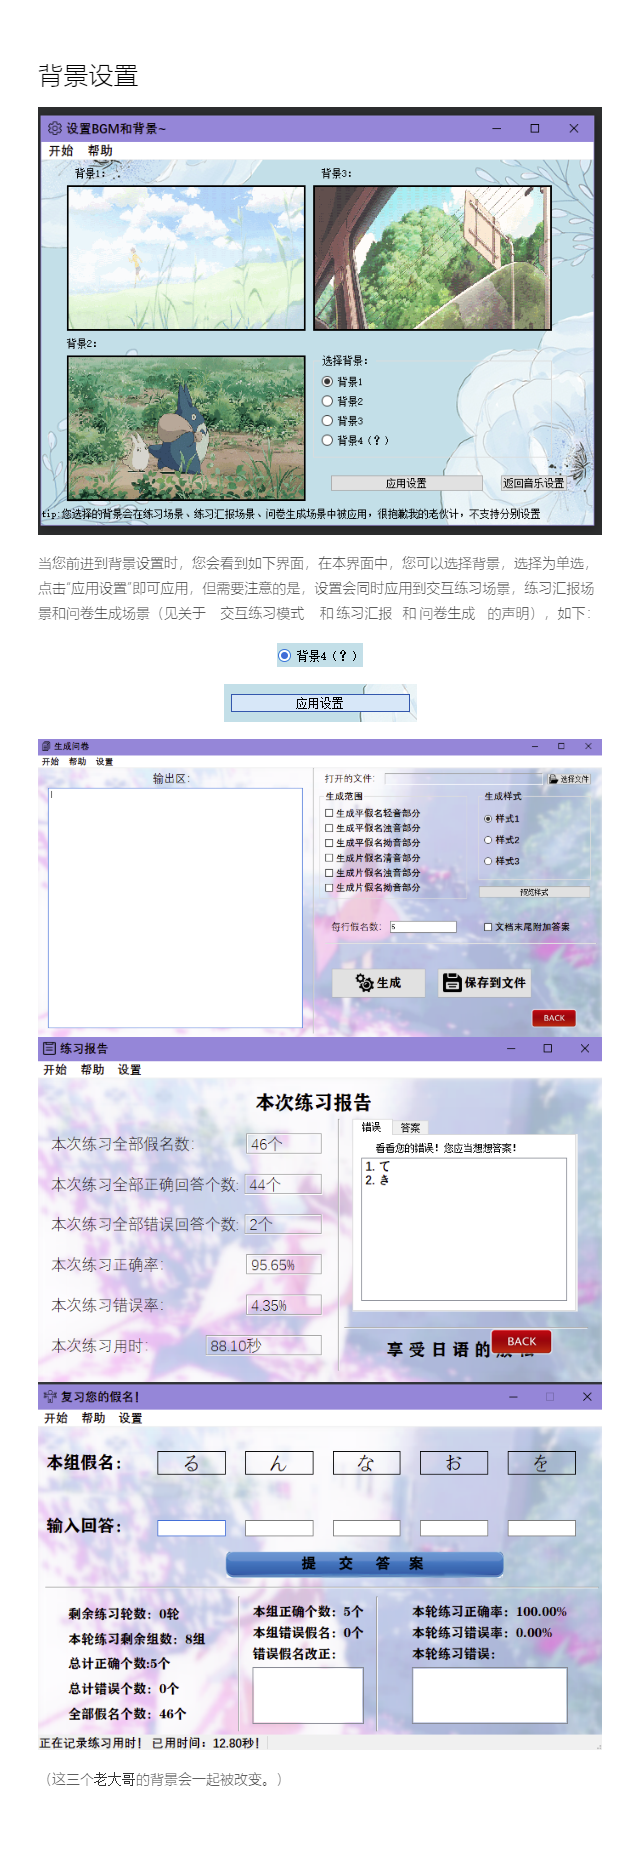 背景设置
设置BGM和背景~
开始 帮助
背景1:
背景3:
背景2:
选择背景:
背景1
背景2
背景3
背景4（?）
应用设置
返回音乐设置
tip:您选择的背景会在练习场景、练习汇报场景、问卷生成场景中被应用，很抱歉我的老伙计，不支持分别设置
当您前进到背景设置时，您会看到如下界面，在本界面中，您可以选择背景，选择为单选，
点击“应用设置”即可应用，但需要注意的是，设置会同时应用到交互练习场景，练习汇报场
景和问卷生成场景（见关于 交互练习模式 和 练习汇报 和 问卷生成 的声明），如下：
背景4（?）
应用设置
生成问卷
开始 帮助 设置
输出区:
打开的文件:
选择文件
生成范围
生成平假名轻音部分
生成平假名浊音部分
生成平假名拗音部分
生成片假名清音部分
生成片假名浊音部分
生成片假名拗音部分
生成样式
样式1
样式2
样式3
预览样式
每行假名数: 5
文档末尾附加答案
生成
保存到文件
BACK
练习报告
开始 帮助 设置
本次练习报告
本次练习全部假名数: 46个
本次练习全部正确回答个数: 44个
本次练习全部错误回答个数: 2个
本次练习正确率: 95.65%
本次练习错误率: 4.35%
本次练习用时: 88.10秒
错误 答案
看看您的错误! 您应当想想答案!
1. て
2. き
享受日语的
BACK
复习您的假名!
开始 帮助 设置
本组假名: る ん な お を
输入回答:
提交答案
剩余练习轮数: 0轮
本轮练习剩余组数: 8组
总计正确个数:5个
总计错误个数: 0个
全部假名个数: 46个
本组正确个数: 5个
本组错误假名: 0个
错误假名改正:
本轮练习正确率: 100.00%
本轮练习错误率: 0.00%
本轮练习错误:
正在记录练习用时! 已用时间: 12.80秒!
（这三个老大哥的背景会一起被改变。）